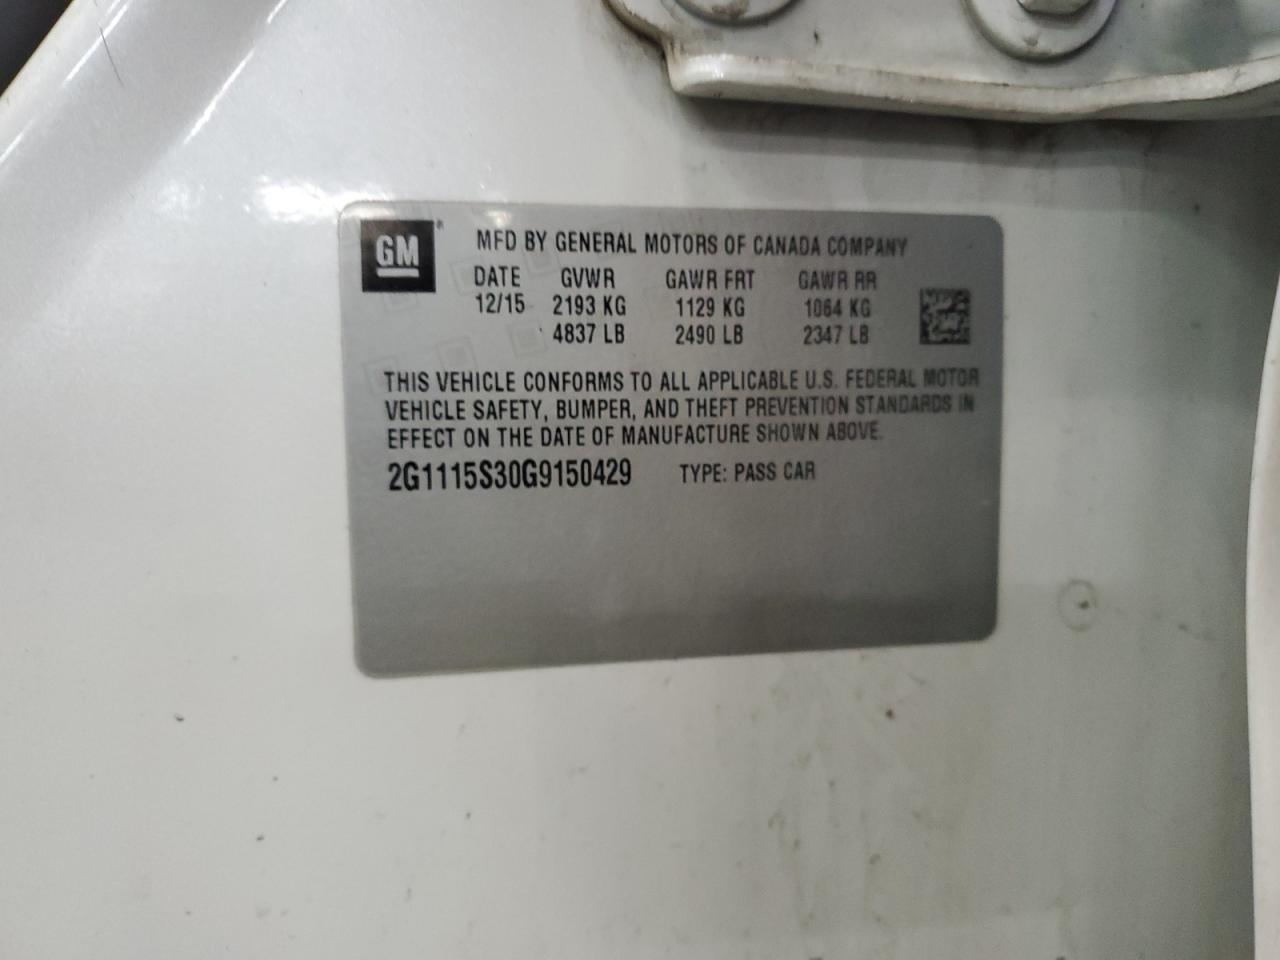 GM®
MFD BY GENERAL MOTORS OF CANADA COMPANY
DATE GVWR GAWR FRT GAWR RR
12/15 2193 KG 1129 KG 1064 KG
4837 LB 2490 LB 2347 LB
THIS VEHICLE CONFORMS TO ALL APPLICABLE U.S. FEDERAL MOTOR
VEHICLE SAFETY, BUMPER, AND THEFT PREVENTION STANDARDS IN
EFFECT ON THE DATE OF MANUFACTURE SHOWN ABOVE.
2G1115S30G9150429 TYPE: PASS CAR